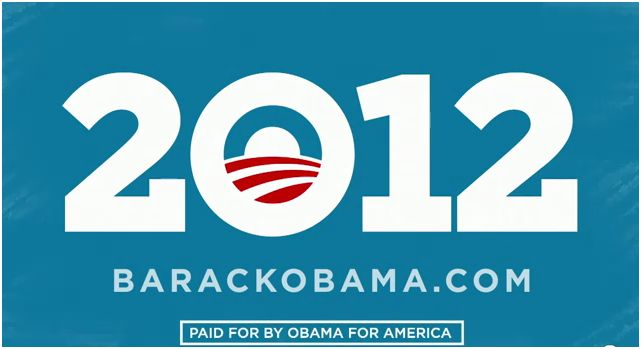 2012
BARACKOBAMA.COM
PAID FOR BY OBAMA FOR AMERICA